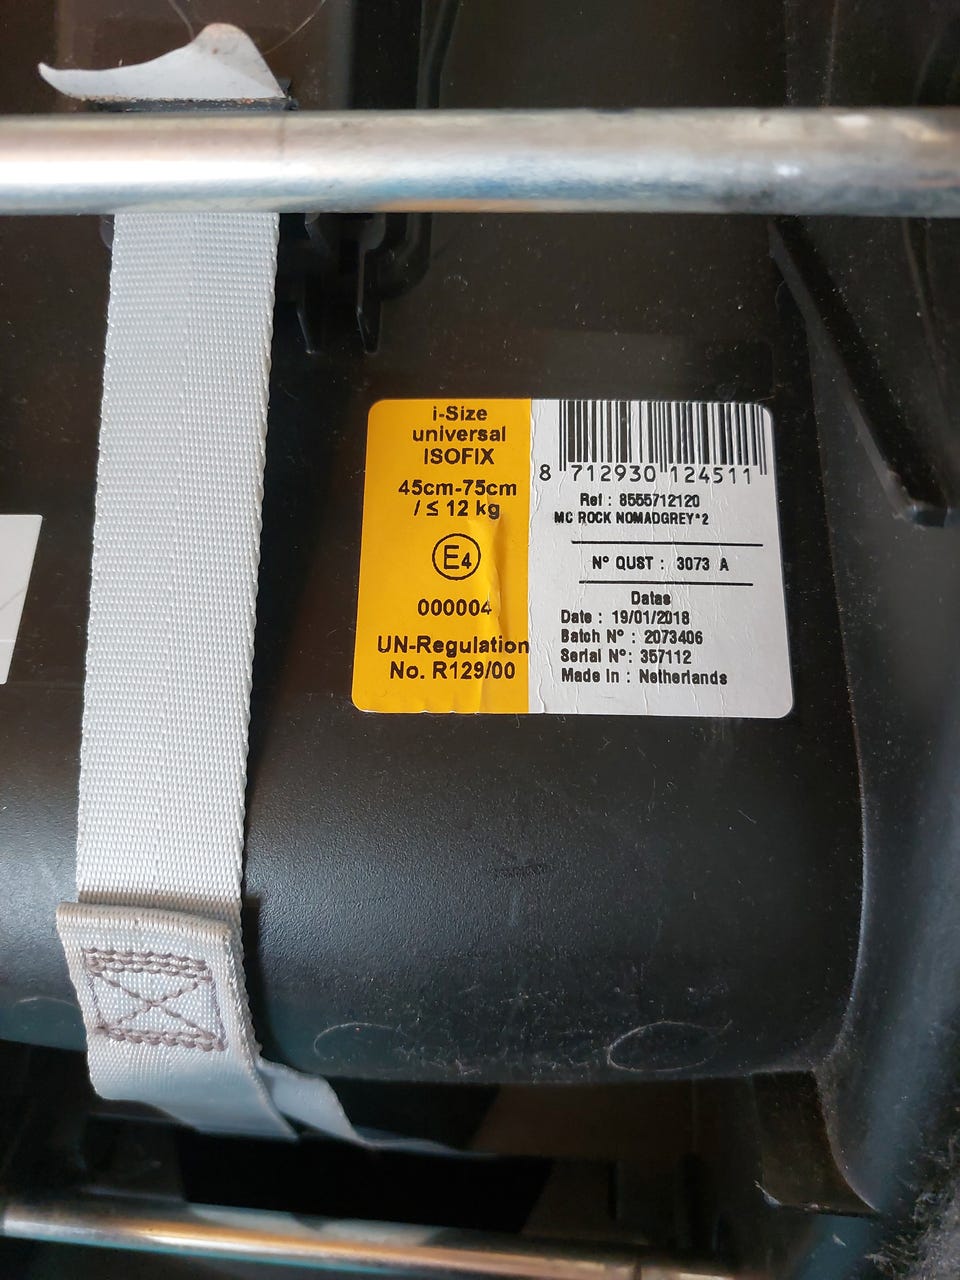 i-Size
universal
ISOFIX
45cm-75cm
/ ≤ 12 kg
E4
000004
UN-Regulation
No. R129/00
8 712930 124511
Ref : 8555712120
MC ROCK NOMADGREY*2
N° QUST : 3073 A
Datas
Date : 19/01/2018
Batch N° : 2073406
Serial N° : 357112
Made In : Netherlands